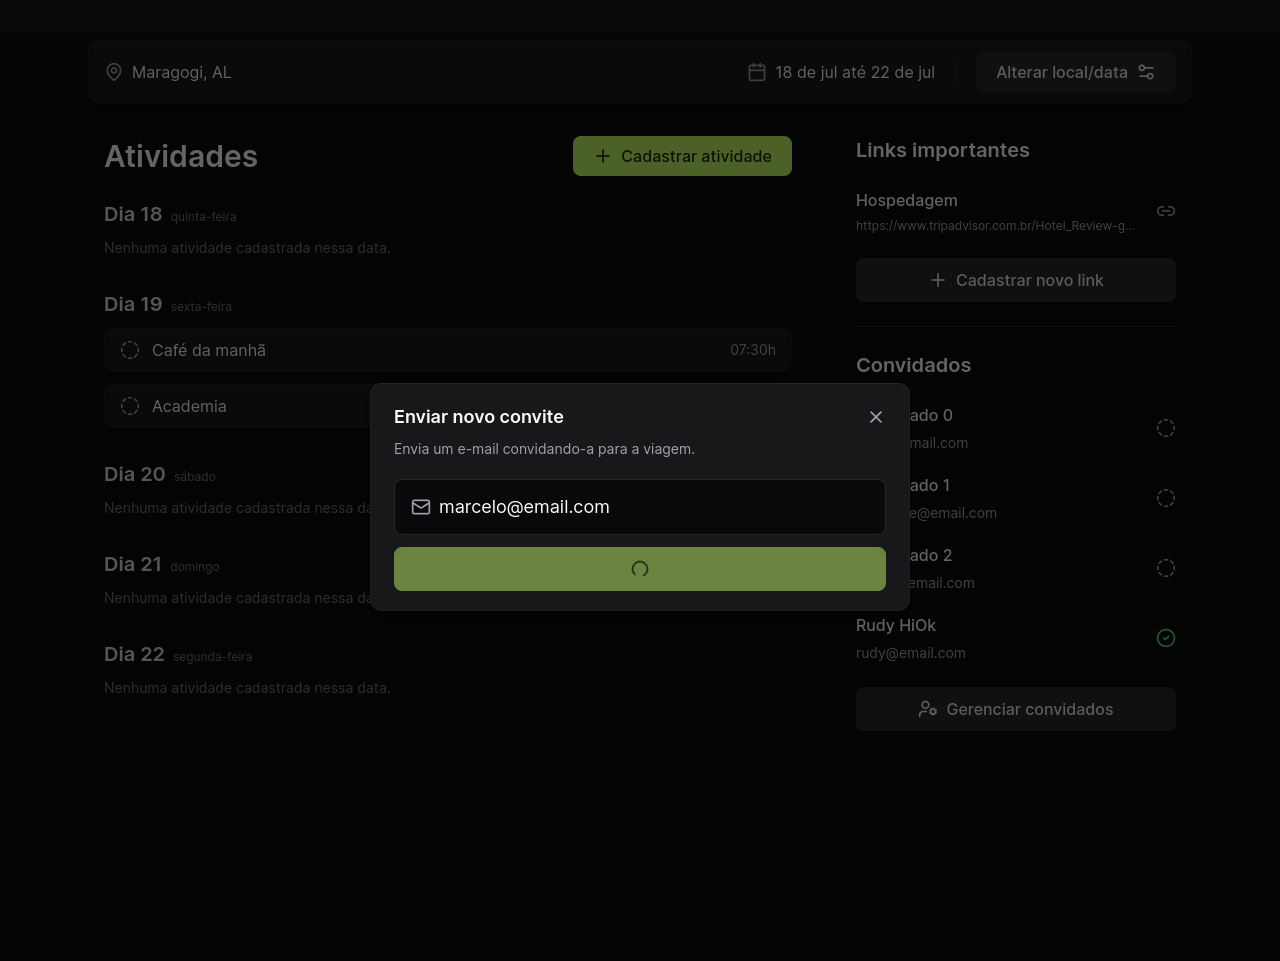 Maragogi, AL
18 de jul até 22 de jul
Alterar local/data
Atividades
Cadastrar atividade
Dia 18 quinta-feira
Nenhuma atividade cadastrada nessa data.
Dia 19 sexta-feira
Café da manhã 07:30h
Academia
Dia 20 sábado
Nenhuma atividade cadastrada nessa
Dia 21 domingo
Nenhuma atividade cadastrada nessa
Dia 22 segunda-feira
Nenhuma atividade cadastrada nessa data.
Enviar novo convite
Envia um e-mail convidando-a para a viagem.
marcelo@email.com
Links importantes
Hospedagem
https://www.tripadvisor.com.br/Hotel_Review-g...
Cadastrar novo link
Convidados
ado 0
mail.com
ado 1
e@email.com
ado 2
email.com
Rudy HiOk
rudy@email.com
Gerenciar convidados